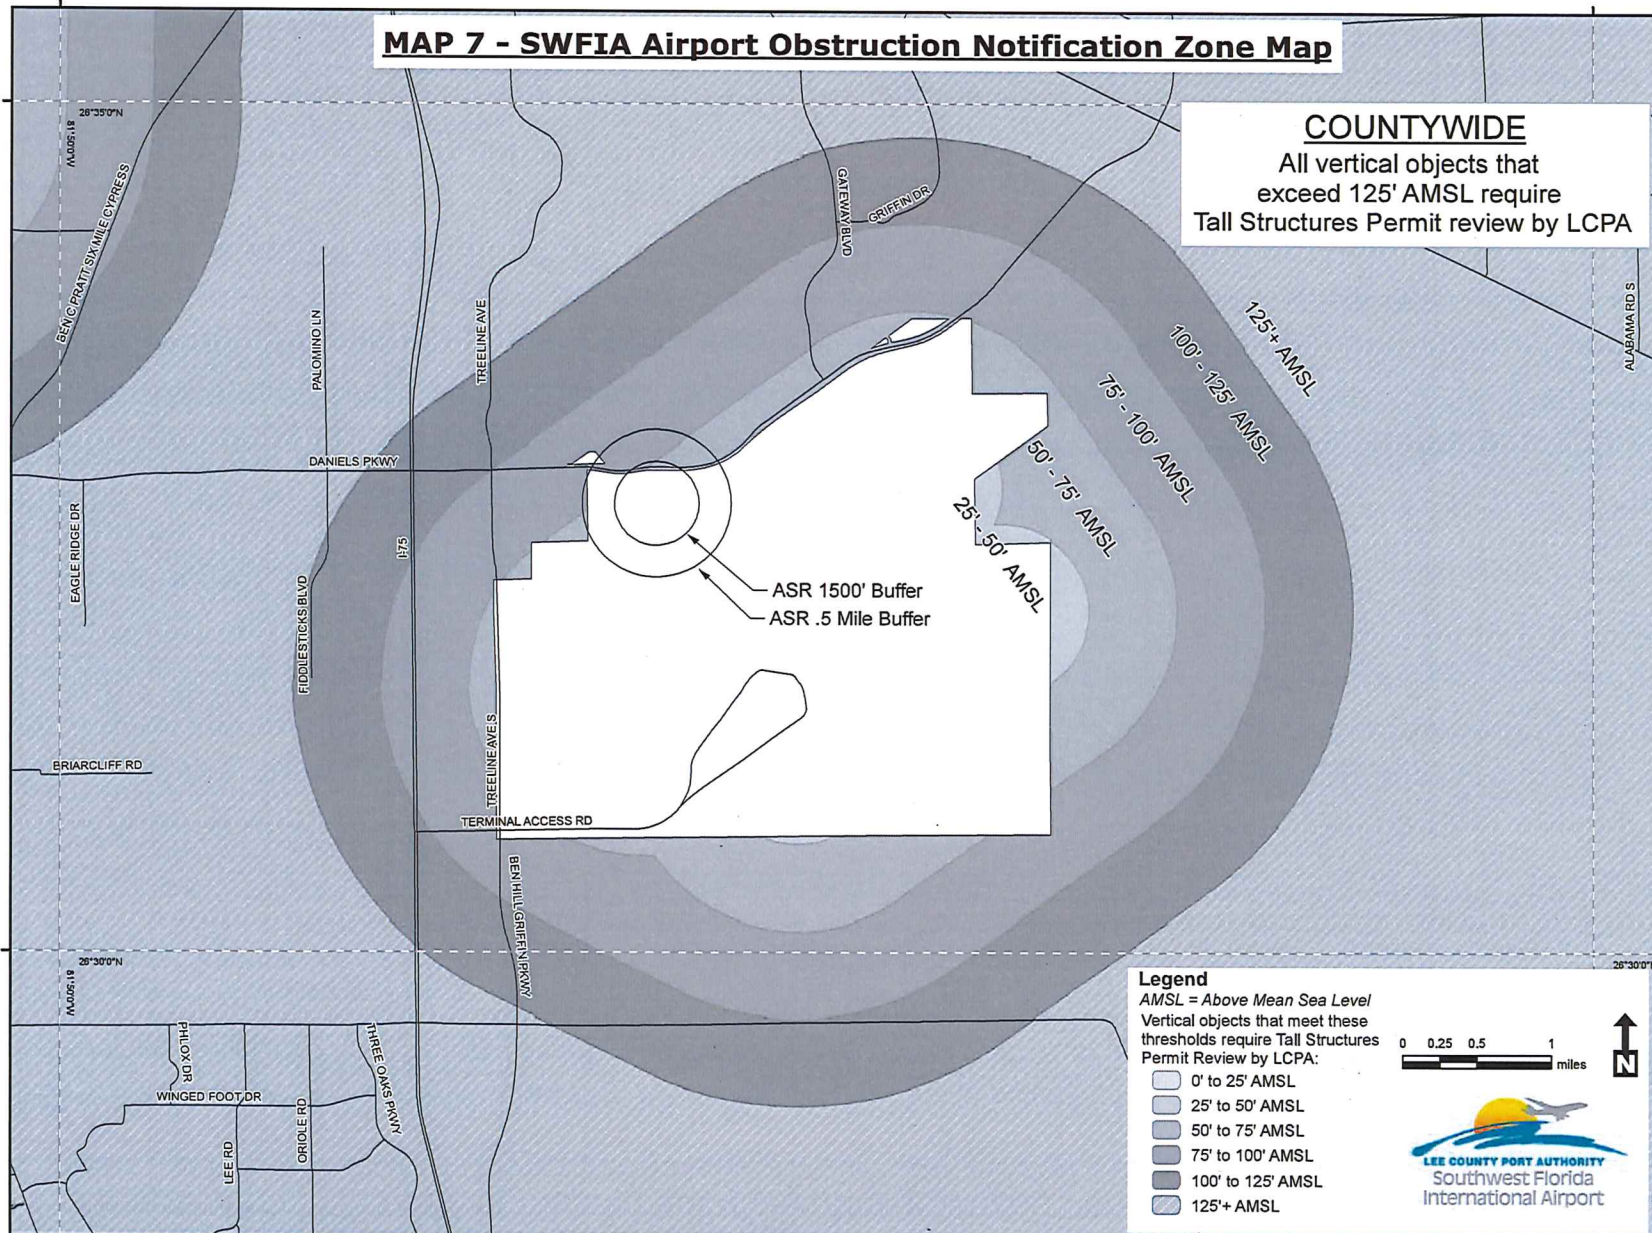 MAP 7 - SWFIA Airport Obstruction Notification Zone Map
COUNTYWIDE
All vertical objects that
exceed 125' AMSL require
Tall Structures Permit review by LCPA
26°35'0"N
81°50'0"W
BEN C PRATT SIX MILE CYPRESS
PALOMINO LN
TREELINE AVE
GATEWAY BLVD
GRIFFIN DR
ALABAMA RD S
125'+ AMSL
100' - 125' AMSL
75' - 100' AMSL
50' - 75' AMSL
25' - 50' AMSL
DANIELS PKWY
EAGLE RIDGE DR
I-75
FIDDLESTICKS BLVD
ASR 1500' Buffer
ASR .5 Mile Buffer
TREELINE AVE S
BRIARCLIFF RD
TERMINAL ACCESS RD
BEN HILL GRIFFIN PKWY
26°30'0"N
81°50'0"W
26°30'0"
PHLOX DR
THREE OAKS PKWY
WINGED FOOT DR
ORIOLE RD
LEE RD
Legend
AMSL = Above Mean Sea Level
Vertical objects that meet these
thresholds require Tall Structures
Permit Review by LCPA:
0' to 25' AMSL
25' to 50' AMSL
50' to 75' AMSL
75' to 100' AMSL
100' to 125' AMSL
125'+ AMSL
0 0.25 0.5 1
miles
N
LEE COUNTY PORT AUTHORITY
Southwest Florida
International Airport